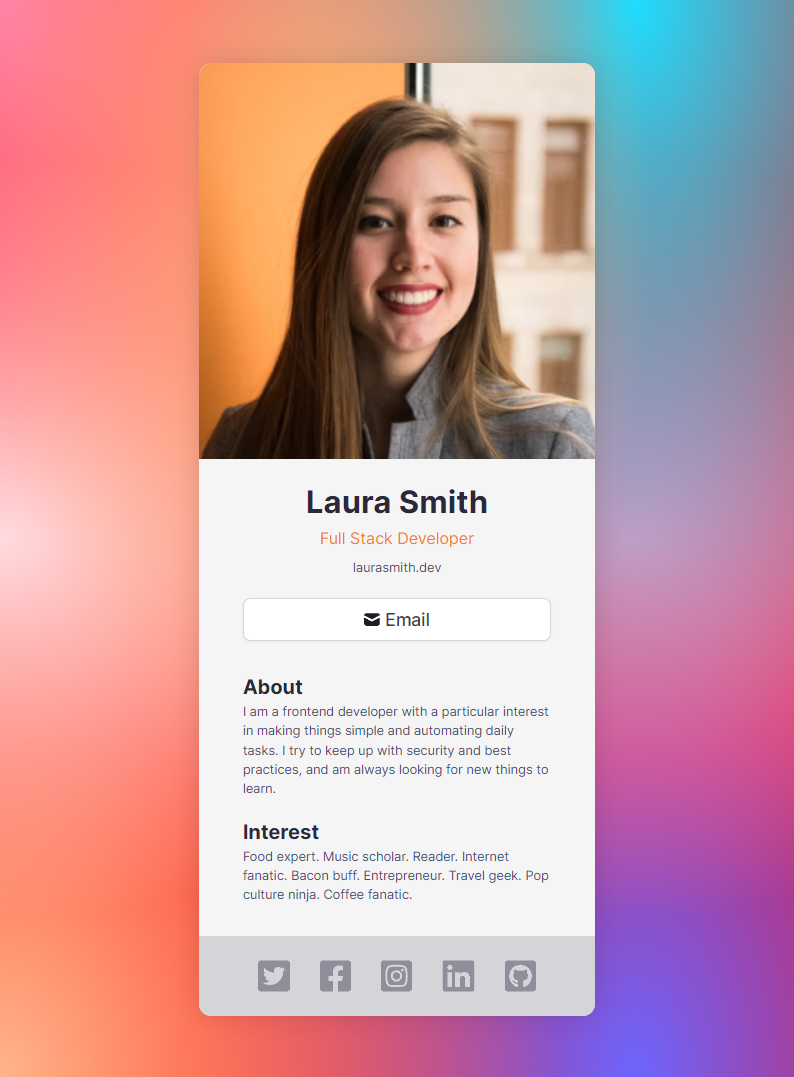 Laura Smith
Full Stack Developer
laurasmith.dev
Email
About
I am a frontend developer with a particular interest
in making things simple and automating daily
tasks. I try to keep up with security and best
practices, and am always looking for new things to
learn.
Interest
Food expert. Music scholar. Reader. Internet
fanatic. Bacon buff. Entrepreneur. Travel geek. Pop
culture ninja. Coffee fanatic.